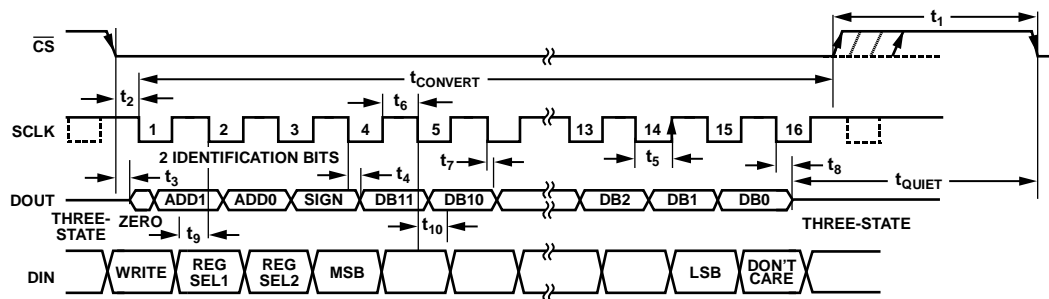 t1
CS
tCONVERT
t2
t6
SCLK
1 2 3 4 5 13 14 15 16
2 IDENTIFICATION BITS
t3 t4 t7 t5 t8
tQUIET
DOUT
ADD1 ADD0 SIGN DB11 DB10 DB2 DB1 DB0
THREE-STATE
ZERO
THREE-STATE
t9 t10
DIN
WRITE REG SEL1 REG SEL2 MSB LSB DON'T CARE